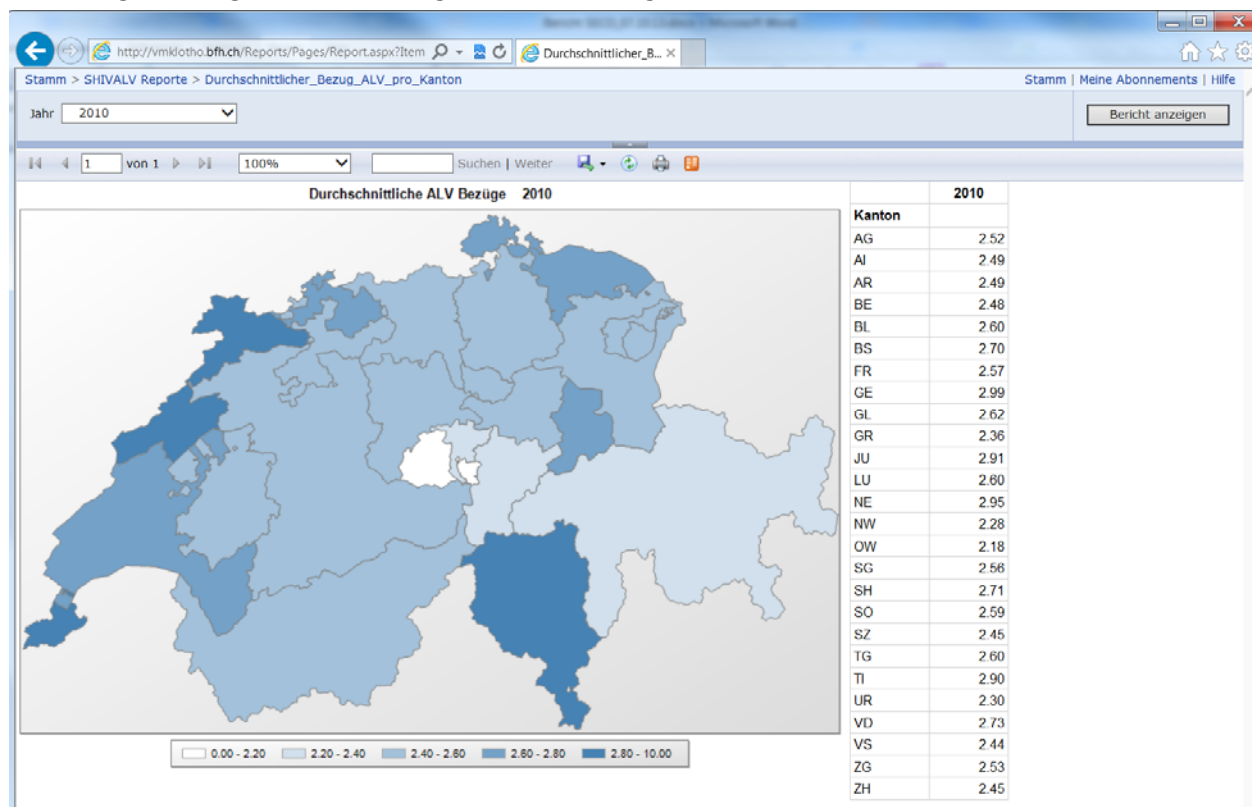 http://vmklotho.bfh.ch/Reports/Pages/Report.aspx?Item
Durchschnittlicher_B...
Stamm > SHIVALV Reporte > Durchschnittlicher_Bezug_ALV_pro_Kanton
Stamm | Meine Abonnements | Hilfe
Jahr 2010
Bericht anzeigen
1 von 1 100% Suchen | Weiter
Durchschnittliche ALV Bezüge 2010
0.00 - 2.20 2.20 - 2.40 2.40 - 2.60 2.60 - 2.80 2.80 - 10.00
2010
Kanton
AG 2.52
AI 2.49
AR 2.49
BE 2.48
BL 2.60
BS 2.70
FR 2.57
GE 2.99
GL 2.62
GR 2.36
JU 2.91
LU 2.60
NE 2.95
NW 2.28
OW 2.18
SG 2.56
SH 2.71
SO 2.59
SZ 2.45
TG 2.60
TI 2.90
UR 2.30
VD 2.73
VS 2.44
ZG 2.53
ZH 2.45